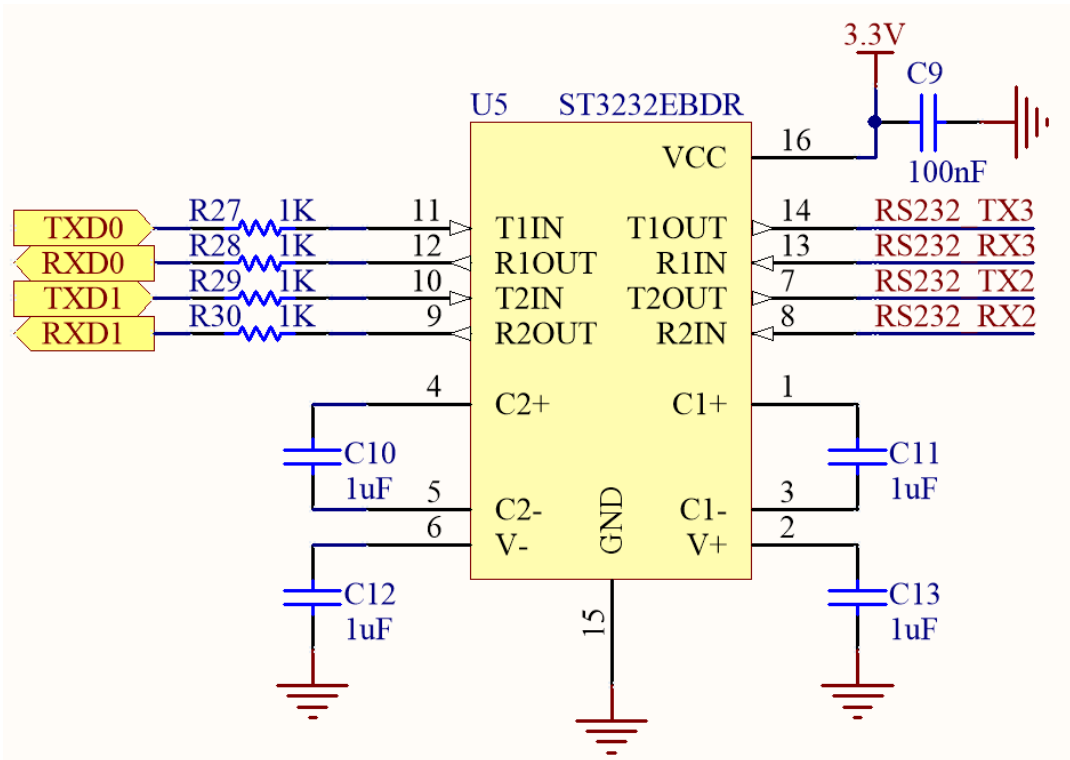 3.3V
C9
U5 ST3232EBDR
16
VCC
100nF
TXD0 R27 1K 11 T1IN T1OUT 14 RS232_TX3
RXD0 R28 1K 12 R1OUT R1IN 13 RS232_RX3
TXD1 R29 1K 10 T2IN T2OUT 7 RS232_TX2
RXD1 R30 1K 9 R2OUT R2IN 8 RS232_RX2
4 C2+ C1+ 1
C10 C11
1uF 1uF
5 C2- GND C1- 3
6 V- V+ 2
C12 C13
1uF 15 1uF